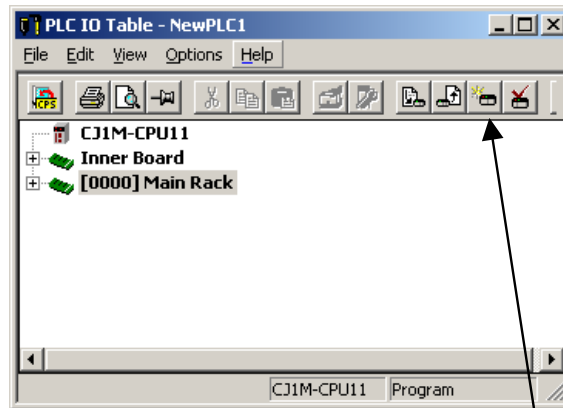 PLC IO Table - NewPLC1
File Edit View Options Help
CPS
CJ1M-CPU11
Inner Board
[0000] Main Rack
CJ1M-CPU11 Program